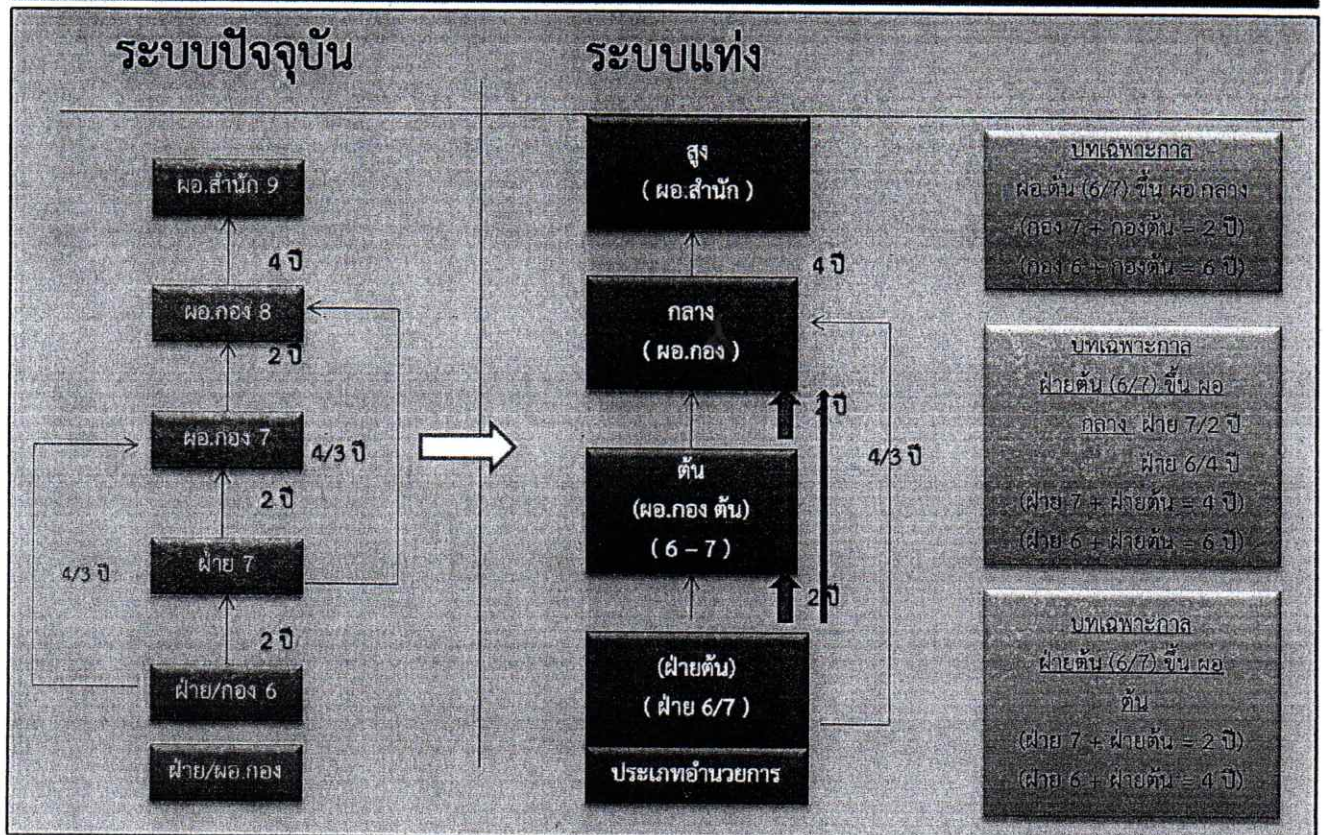 ระบบปัจจุบัน
ผอ.สำนัก 9
4 ปี
ผอ.กอง 8
2 ปี
ผอ.กอง 7
4/3 ปี
2 ปี
ฝ่าย 7
4/3 ปี
2 ปี
ฝ่าย/กอง 6
ฝ่าย/ผอ.กอง
ระบบแท่ง
สูง
( ผอ.สำนัก )
4 ปี
กลาง
( ผอ.กอง )
2 ปี
4/3 ปี
ต้น
(ผอ.กอง ต้น)
( 6 – 7 )
2 ปี
(ฝ่ายต้น)
( ฝ่าย 6/7 )
ประเภทอำนวยการ
บทเฉพาะกาล
ผอ.ต้น (6/7) ขึ้น ผอ.กลาง
(กอง 7 + กองต้น = 2 ปี)
(กอง 6 + กองต้น = 6 ปี)
บทเฉพาะกาล
ฝ่ายต้น (6/7) ขึ้น ผอ
กลาง ฝ่าย 7/2 ปี
ฝ่าย 6/4 ปี
(ฝ่าย 7 + ฝ่ายต้น = 4 ปี)
(ฝ่าย 6 + ฝ่ายต้น = 6 ปี)
บทเฉพาะกาล
ฝ่ายต้น (6/7) ขึ้น ผอ
ต้น
(ฝ่าย 7 + ฝ่ายต้น = 2 ปี)
(ฝ่าย 6 + ฝ่ายต้น = 4 ปี)